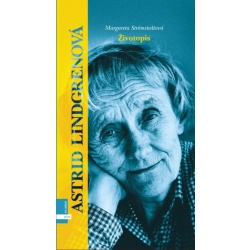 Margareta Strömstedtová
Životopis
ASTRID LINDGRENOVÁ